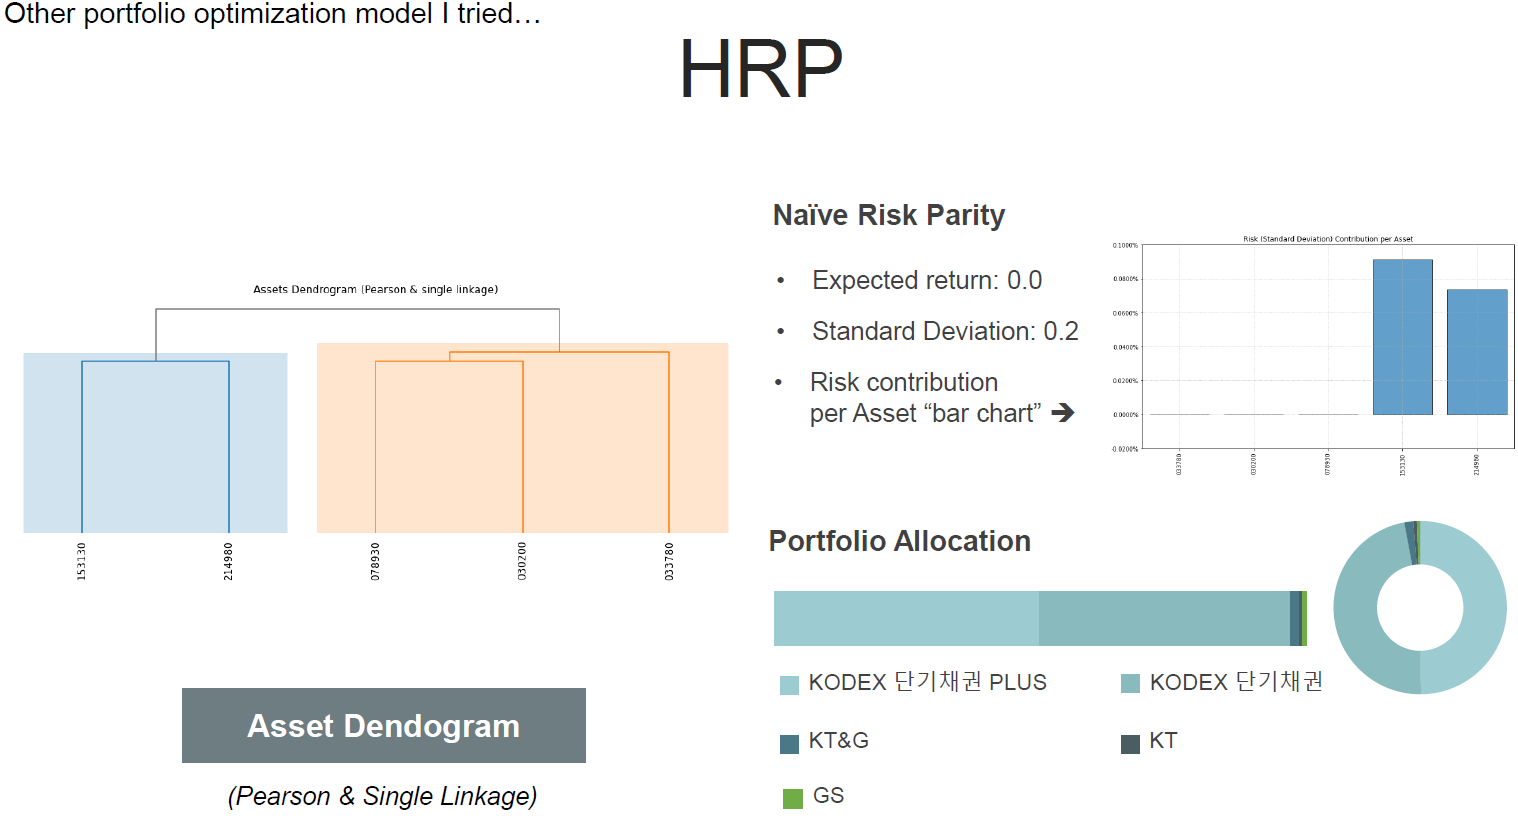 Other portfolio optimization model I tried…
HRP
Assets Dendrogram (Pearson & single linkage)
153130
214980
078930
030200
033780
Asset Dendogram
(Pearson & Single Linkage)
Naïve Risk Parity
• Expected return: 0.0
• Standard Deviation: 0.2
• Risk contribution
per Asset “bar chart” ➔
Risk (Standard Deviation) Contribution per Asset
0.1000%
0.0800%
0.0600%
0.0400%
0.0200%
0.0000%
-0.0200%
033780
030200
078930
153130
214980
Portfolio Allocation
KODEX 단기채권 PLUS
KODEX 단기채권
KT&G
KT
GS